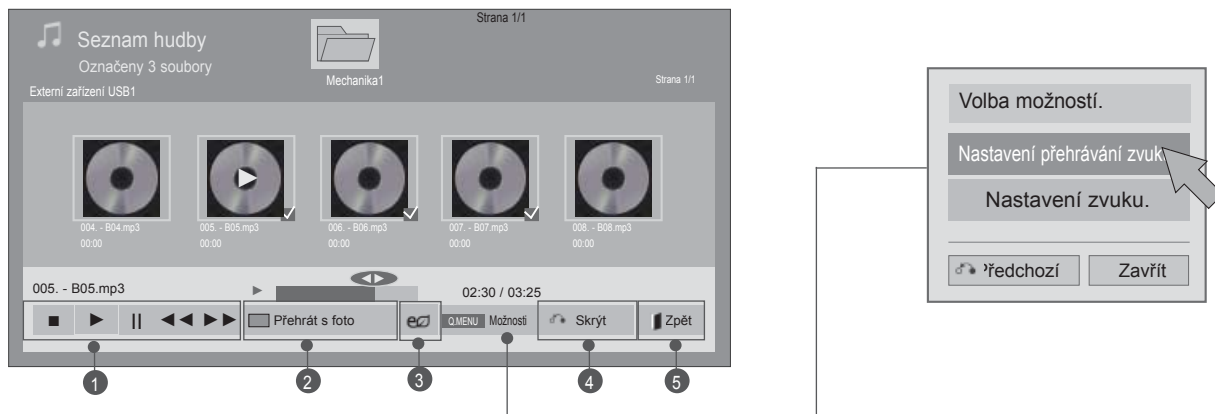 Strana 1/1
Seznam hudby
Označeny 3 soubory
Mechanika1
Strana 1/1
Externí zařízení USB1
004. - B04.mp3
00:00
005. - B05.mp3
00:00
006. - B06.mp3
00:00
007. - B07.mp3
00:00
008. - B08.mp3
00:00
005. - B05.mp3
02:30 / 03:25
Přehrát s foto
Q.MENU Možnosti
Skrýt
Zpět
1 2 3 4 5
Volba možností.
Nastavení přehrávání zvuk
Nastavení zvuku.
Předchozí
Zavřít